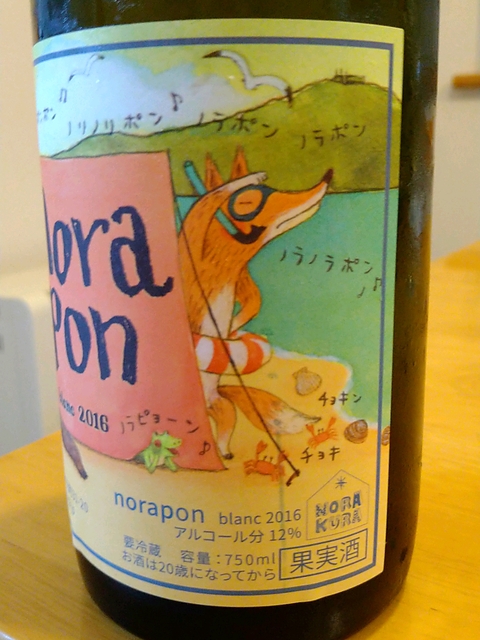 ノリノリポン
ノラポン
ノラポン
Nora
pon
ノラノラポン
blanc 2016
ノラピョーン
チョキン
チョキ
norapon blanc 2016
アルコール分 12%
要冷蔵 容量:750ml
お酒は20歳になってから
果実酒
NORA
KURA